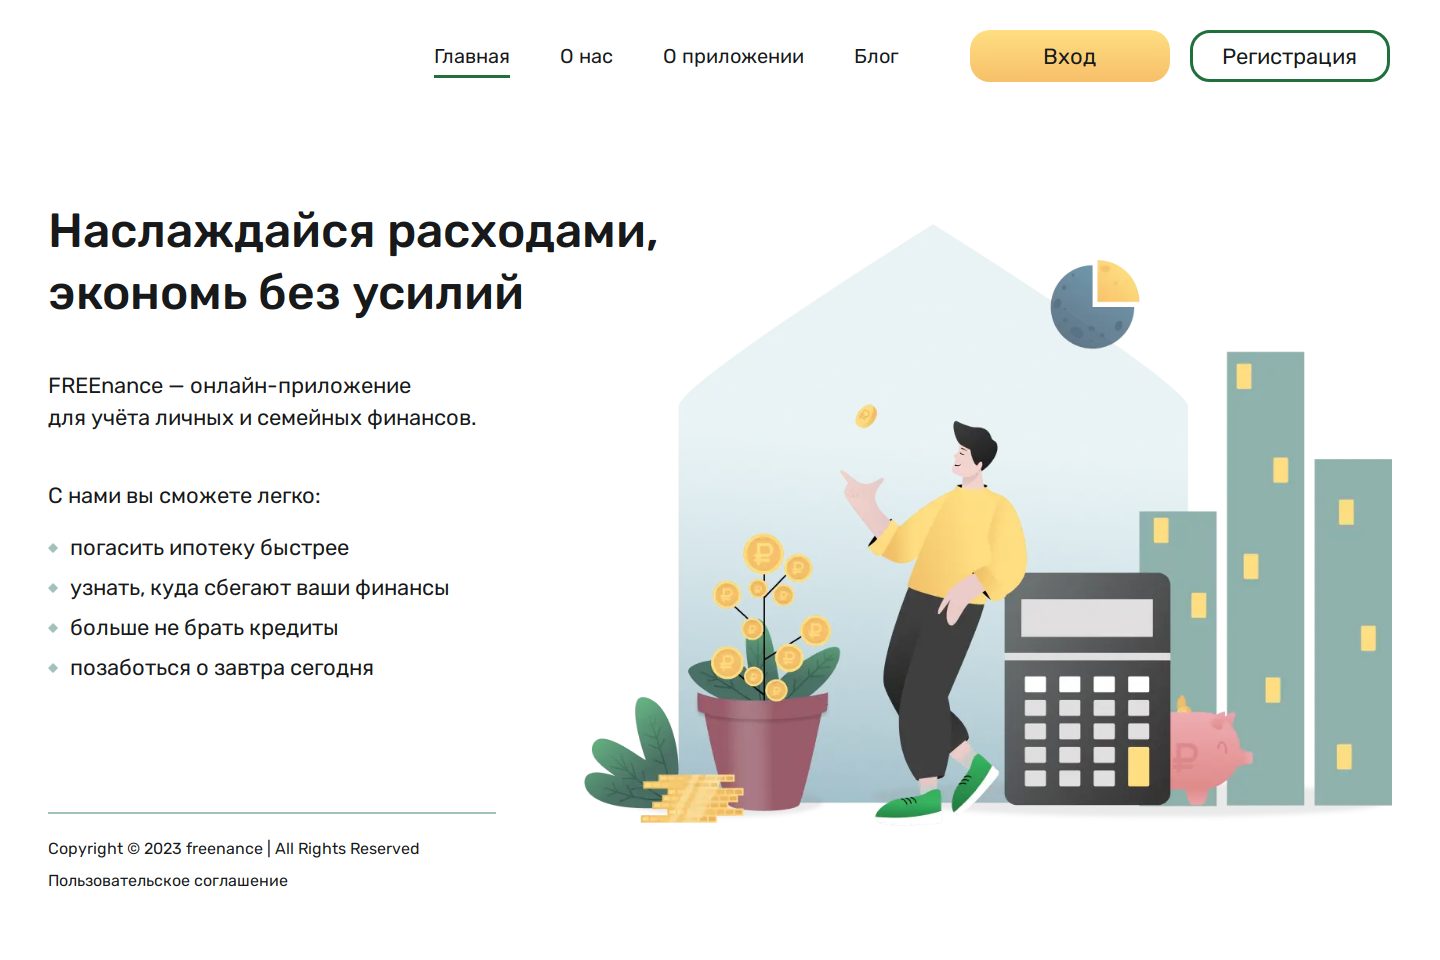 Главная
О нас
О приложении
Блог
Вход
Регистрация
Наслаждайся расходами,
экономь без усилий
FREEnance — онлайн-приложение
для учёта личных и семейных финансов.
С нами вы сможете легко:
погасить ипотеку быстрее
узнать, куда сбегают ваши финансы
больше не брать кредиты
позаботься о завтра сегодня
Copyright © 2023 freenance | All Rights Reserved
Пользовательское соглашение